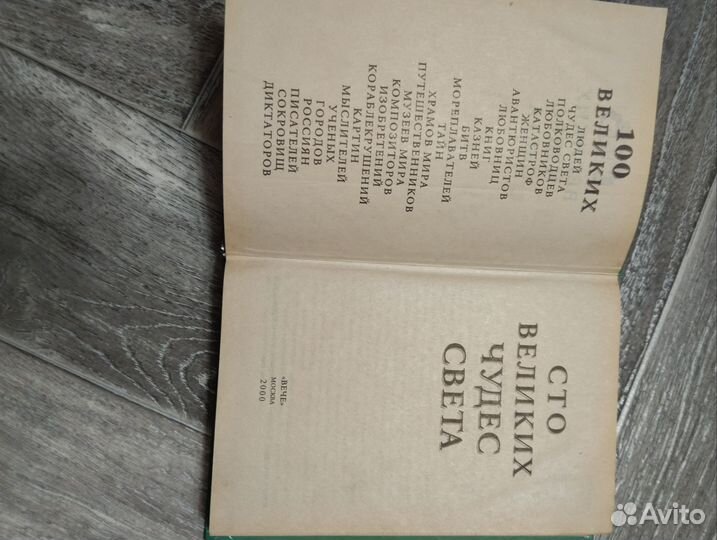 100
ВЕЛИКИХ
ЛЮДЕЙ
ЧУДЕС СВЕТА
ПОЛКОВОДЦЕВ
ЛЮБОВНИКОВ
КАТАСТРОФ
ЖЕНЩИН
АВАНТЮРИСТОВ
ЛЮБОВНИЦ
КНИГ
КАЗНЕЙ
БИТВ
МОРЕПЛАВАТЕЛЕЙ
ТАЙН
ХРАМОВ МИРА
ПУТЕШЕСТВЕННИКОВ
МУЗЕЕВ МИРА
КОМПОЗИТОРОВ
ИЗОБРЕТЕНИЙ
КОРАБЛЕКРУШЕНИЙ
КАРТИН
МЫСЛИТЕЛЕЙ
УЧЕНЫХ
ГОРОДОВ
РОССИЯН
ПИСАТЕЛЕЙ
СОКРОВИЩ
ДИКТАТОРОВ
СТО
ВЕЛИКИХ
ЧУДЕС
СВЕТА
«ВЕЧЕ»
МОСКВА
2000
Avito